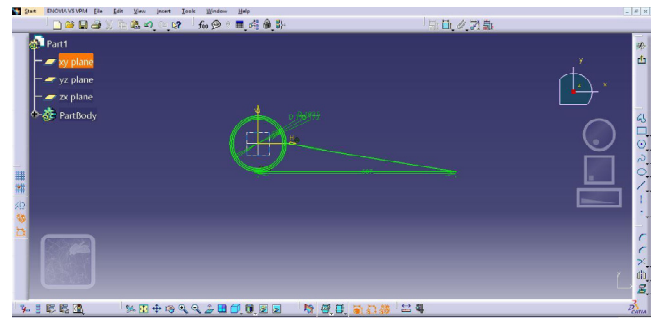 Start ENOVIA V5 VPM File Edit View Insert Tools Window Help
Part1
xy plane
yz plane
zx plane
PartBody
y
x
H
D